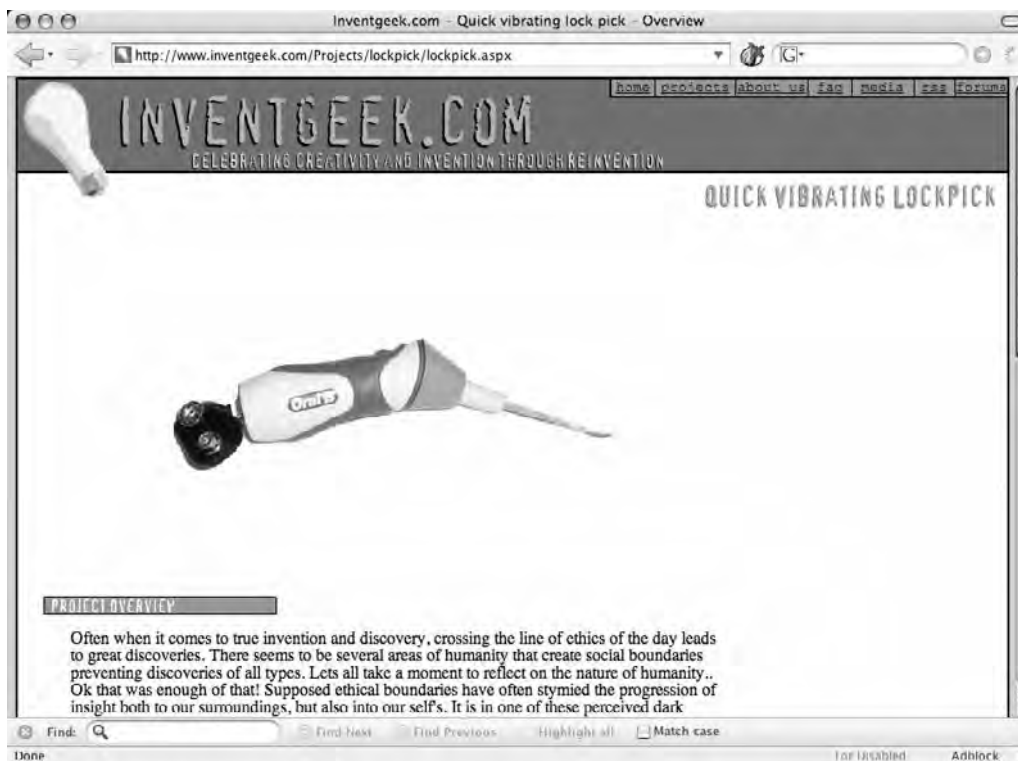 Inventgeek.com - Quick vibrating lock pick - Overview
http://www.inventgeek.com/Projects/lockpick/lockpick.aspx
G
home projects about us faq media rss forums
INVENTGEEK.COM
CELEBRATING CREATIVITY AND INVENTION THROUGH REINVENTION
QUICK VIBRATING LOCKPICK
Oral B
PROJECT OVERVIEW
Often when it comes to true invention and discovery, crossing the line of ethics of the day leads
to great discoveries. There seems to be several areas of humanity that create social boundaries
preventing discoveries of all types. Lets all take a moment to reflect on the nature of humanity..
Ok that was enough of that! Supposed ethical boundaries have often stymied the progression of
insight both to our surroundings, but also into our self's. It is in one of these perceived dark
Find: Find Next Find Previous Highlight all Match case
Done Tor Disabled Adblock